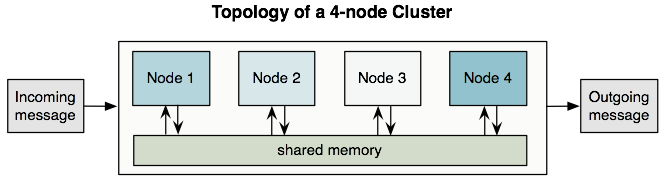 Topology of a 4-node Cluster
Incoming
message
Node 1
Node 2
Node 3
Node 4
shared memory
Outgoing
message